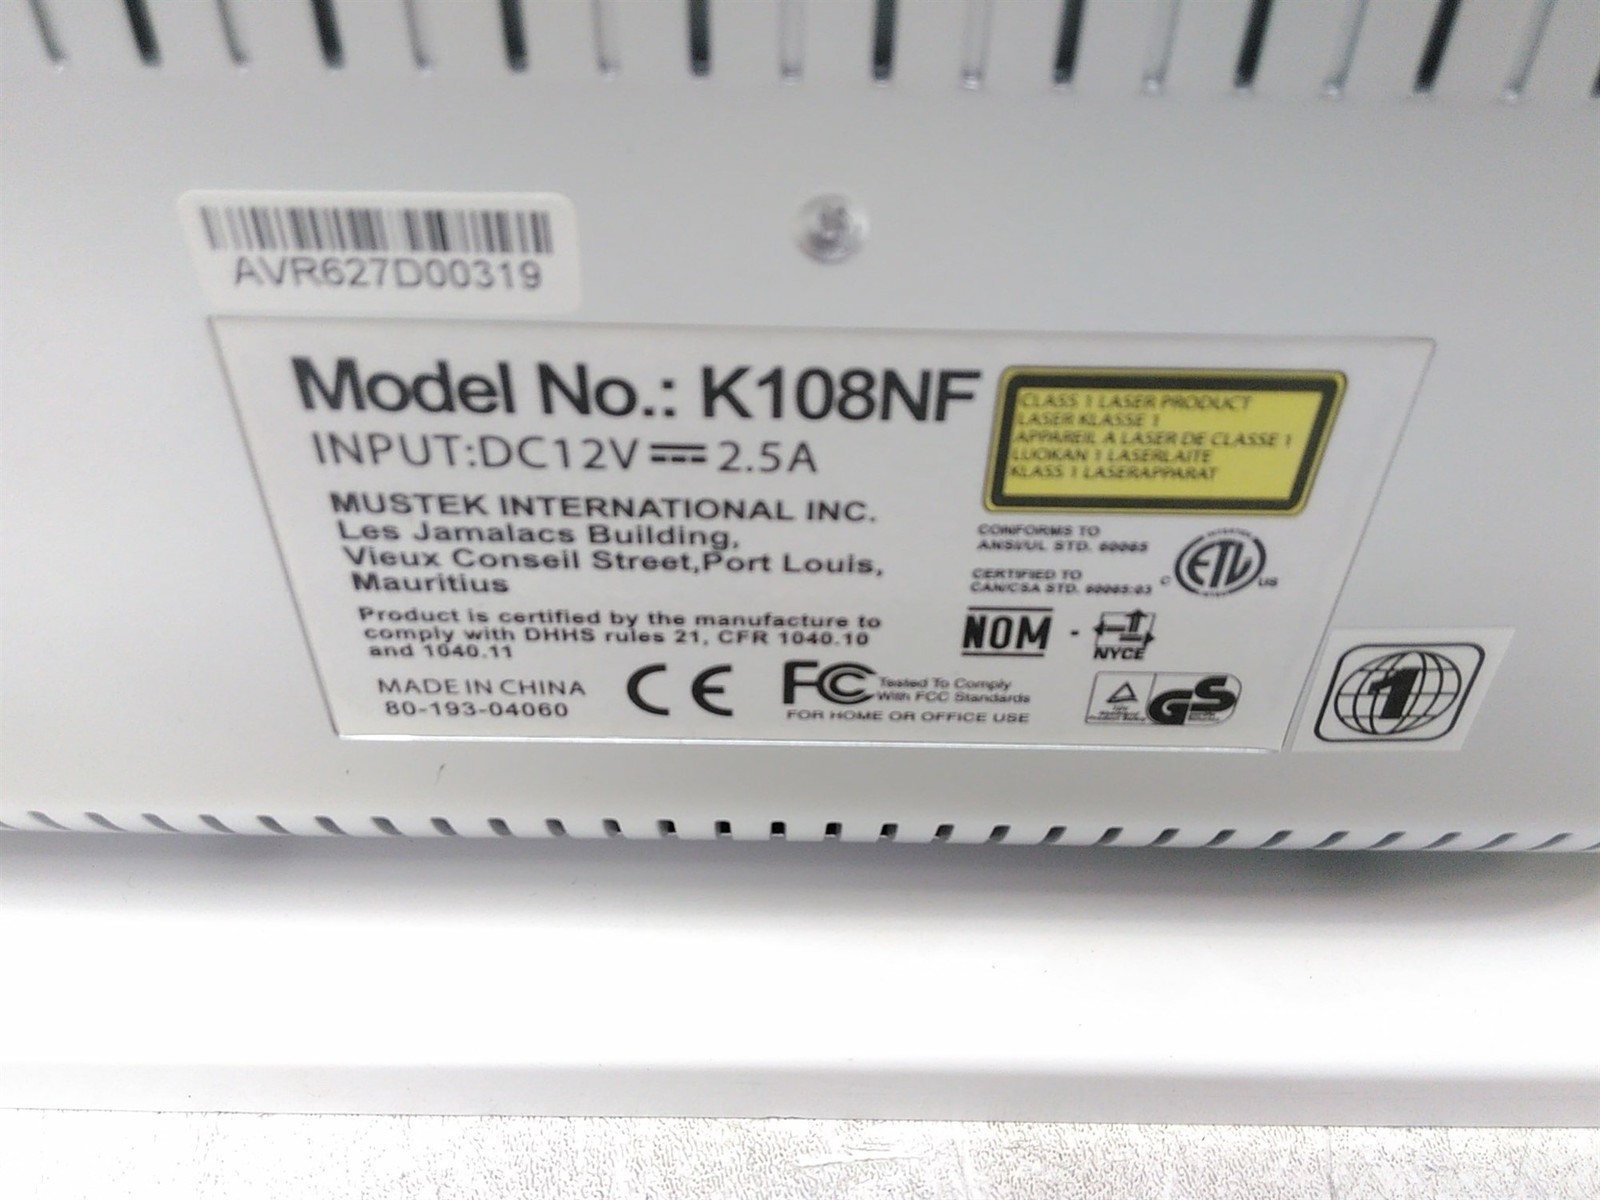 AVR627D00319
Model No.: K108NF
INPUT:DC12V 2.5A
MUSTEK INTERNATIONAL INC.
Les Jamalacs Building,
Vieux Conseil Street,Port Louis,
Mauritius
Product is certified by the manufacture to
comply with DHHS rules 21, CFR 1040.10
and 1040.11
MADE IN CHINA
80-193-04060
CE
FC Tested To Comply
With FCC Standards
FOR HOME OR OFFICE USE
CLASS 1 LASER PRODUCT
LASER KLASSE 1
APPAREIL A LASER DE CLASSE 1
LUOKAN 1 LASERLAITE
KLASS 1 LASERAPPARAT
CONFORMS TO
ANSI/UL STD. 60065
CERTIFIED TO
CAN/CSA STD. 60065:03
C ETL US
NOM - NYCE
GS
1